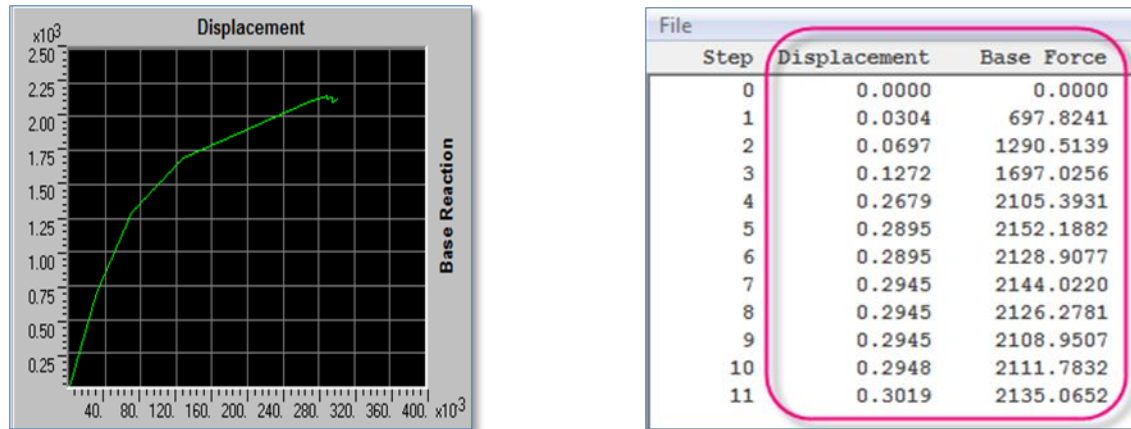 Displacement
x10³
2.50
2.25
2.00
1.75
1.50
1.25
1.00
0.75
0.50
0.25
40. 80. 120. 160. 200. 240. 280. 320. 360. 400. x10⁻³
Base Reaction
File
Step Displacement Base Force
0 0.0000 0.0000
1 0.0304 697.8241
2 0.0697 1290.5139
3 0.1272 1697.0256
4 0.2679 2105.3931
5 0.2895 2152.1882
6 0.2895 2128.9077
7 0.2945 2144.0220
8 0.2945 2126.2781
9 0.2945 2108.9507
10 0.2948 2111.7832
11 0.3019 2135.0652